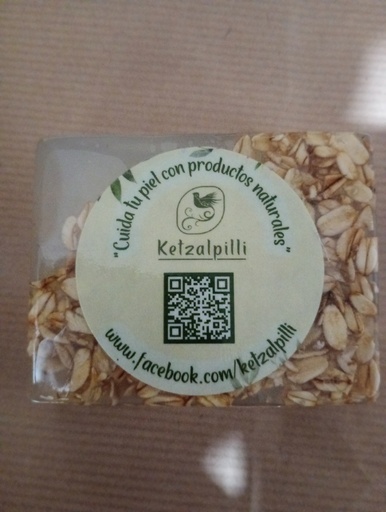 "Cuida tu piel con productos naturales"
Ketzalpilli
www.facebook.com/ketzalpilli